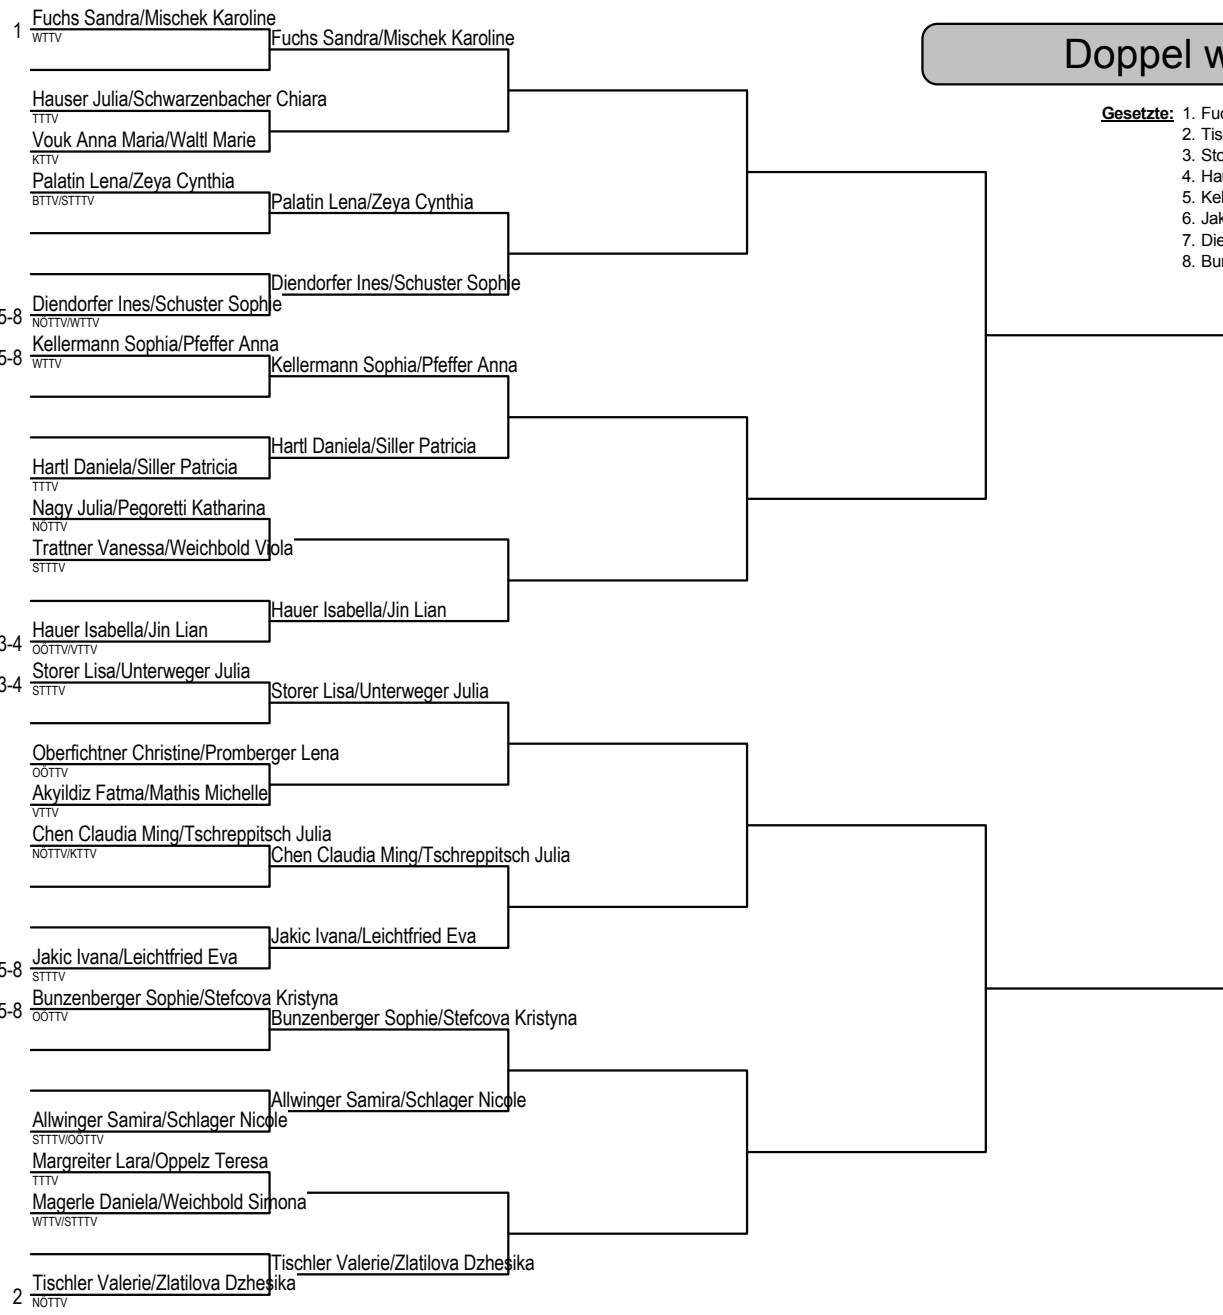 Fuchs Sandra/Mischek Karoline
1
WTTV
Fuchs Sandra/Mischek Karoline
Doppel w
Hauser Julia/Schwarzenbacher Chiara
TTTV
Vouk Anna Maria/Waltl Marie
KTTV
Gesetzte: 1. Fuc
2. Tis
3. Sto
4. Hau
5. Kel
6. Jak
7. Die
8. Bur
Palatin Lena/Zeya Cynthia
BTTV/STTTV
Palatin Lena/Zeya Cynthia
Diendorfer Ines/Schuster Sophie
5-8
Diendorfer Ines/Schuster Sophie
NÖTTV/WTTV
5-8
Kellermann Sophia/Pfeffer Anna
WTTV
Kellermann Sophia/Pfeffer Anna
Hartl Daniela/Siller Patricia
Hartl Daniela/Siller Patricia
TTTV
Nagy Julia/Pegoretti Katharina
NÖTTV
Trattner Vanessa/Weichbold Viola
STTTV
Hauer Isabella/Jin Lian
3-4
Hauer Isabella/Jin Lian
OÖTTV/VTTV
3-4
Storer Lisa/Unterweger Julia
STTTV
Storer Lisa/Unterweger Julia
Oberfichtner Christine/Promberger Lena
OÖTTV
Akyildiz Fatma/Mathis Michelle
VTTV
Chen Claudia Ming/Tschreppitsch Julia
NÖTTV/KTTV
Chen Claudia Ming/Tschreppitsch Julia
Jakic Ivana/Leichtfried Eva
5-8
Jakic Ivana/Leichtfried Eva
STTTV
5-8
Bunzenberger Sophie/Stefcova Kristyna
OÖTTV
Bunzenberger Sophie/Stefcova Kristyna
Allwinger Samira/Schlager Nicole
Allwinger Samira/Schlager Nicole
STTTV/OÖTTV
Margreiter Lara/Oppelz Teresa
TTTV
Magerle Daniela/Weichbold Simona
WTTV/STTTV
Tischler Valerie/Zlatilova Dzhesika
2
Tischler Valerie/Zlatilova Dzhesika
NÖTTV